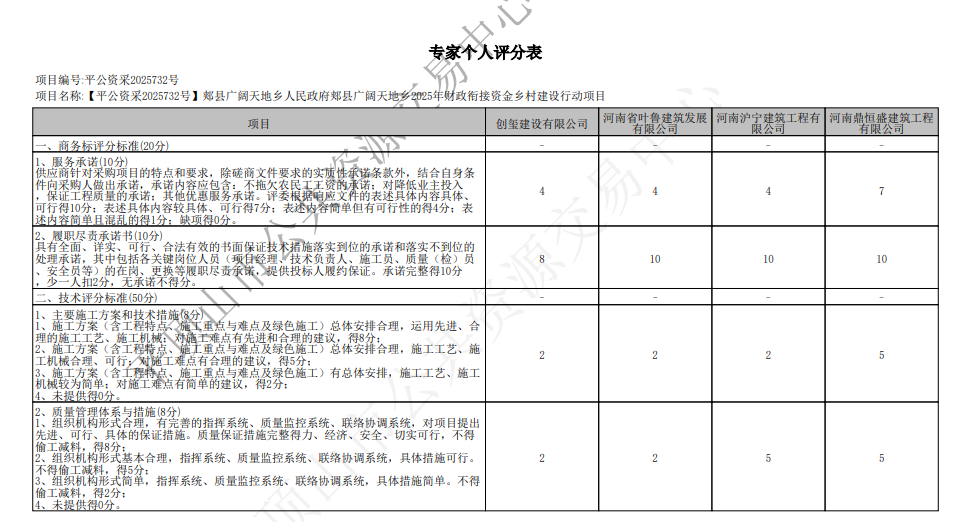 专家个人评分表
项目编号:平公资采2025732号
项目名称:【平公资采2025732号】郏县广阔天地乡人民政府郏县广阔天地乡2025年财政衔接资金乡村建设行动项目
项目 创玺建设有限公司 河南省叶鲁建筑发展有限公司 河南沪宁建筑工程有限公司 河南鼎恒盛建筑工程有限公司
一、商务标评分标准(20分) - - - -
1、服务承诺(10分)
供应商针对采购项目的特点和要求，除磋商文件要求的实质性承诺条款外，结合自身条
件向采购人做出承诺，承诺内容应包含：不拖欠农民工工资的承诺；对降低业主投入
，保证工程质量的承诺；其他优惠服务承诺。评委根据响应文件的表述具体内容具体、
可行得10分；表述具体内容较具体、可行得7分；表述内容简单但有可行性的得4分；表
述内容简单且混乱的得1分；缺项得0分。
4 4 4 7
2、履职尽责承诺书(10分)
具有全面、详实、可行、合法有效的书面保证技术措施落实到位的承诺和落实不到位的
处理承诺，其中包括各关键岗位人员（项目经理、技术负责人、施工员、质量（检）员
、安全员等）的在岗、更换等履职尽责承诺，提供投标人履约保证。承诺完整得10分
，少一人扣2分，无承诺不得分。
8 10 10 10
二、技术评分标准(50分) - - - -
1、主要施工方案和技术措施(8分)
1、施工方案（含工程特点、施工重点与难点及绿色施工）总体安排合理，运用先进、合
理的施工工艺、施工机械；对施工难点有先进和合理的建议，得8分；
2、施工方案（含工程特点、施工重点与难点及绿色施工）总体安排合理，施工工艺、施
工机械合理、可行；对施工难点有合理的建议，得5分；
3、施工方案（含工程特点、施工重点与难点及绿色施工）有总体安排，施工工艺、施工
机械较为简单；对施工难点有简单的建议，得2分；
4、未提供得0分。
2 2 2 5
2、质量管理体系与措施(8分)
1、组织机构形式合理，有完善的指挥系统、质量监控系统、联络协调系统，对项目提出
先进、可行、具体的保证措施。质量保证措施完整得力、经济、安全、切实可行，不得
偷工减料，得8分；
2、组织机构形式基本合理，指挥系统、质量监控系统、联络协调系统，具体措施可行。
不得偷工减料，得5分；
3、组织机构形式简单，指挥系统、质量监控系统、联络协调系统，具体措施简单。不得
偷工减料，得2分；
4、未提供得0分。
2 2 5 5
平顶山市公共资源交易中心
顶山市公共资源交易中心